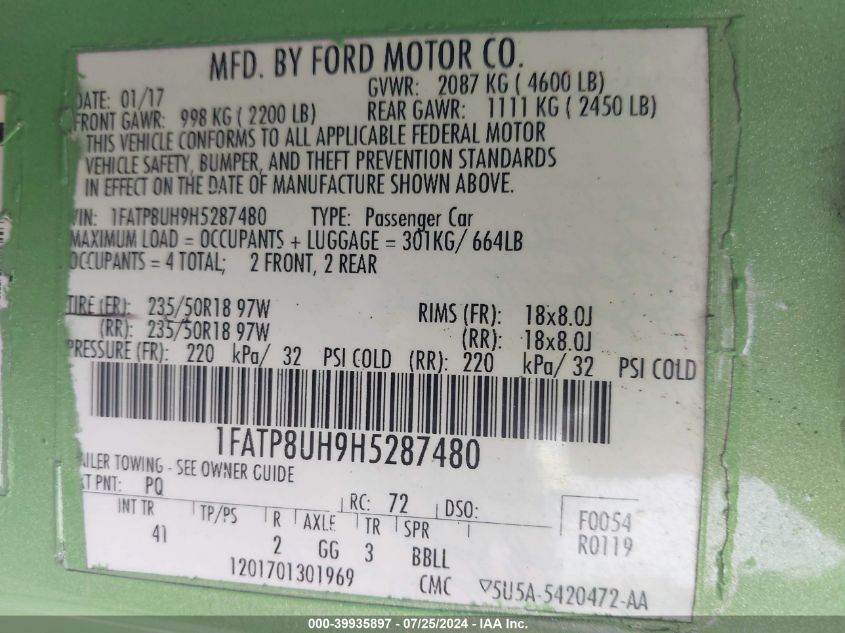 MFD. BY FORD MOTOR CO.
DATE: 01/17 GVWR: 2087 KG ( 4600 LB)
FRONT GAWR: 998 KG ( 2200 LB) REAR GAWR: 1111 KG ( 2450 LB)
THIS VEHICLE CONFORMS TO ALL APPLICABLE FEDERAL MOTOR
VEHICLE SAFETY, BUMPER, AND THEFT PREVENTION STANDARDS
IN EFFECT ON THE DATE OF MANUFACTURE SHOWN ABOVE.
VIN: 1FATP8UH9H5287480 TYPE: Passenger Car
MAXIMUM LOAD = OCCUPANTS + LUGGAGE = 301KG/ 664LB
OCCUPANTS = 4 TOTAL; 2 FRONT, 2 REAR
TIRE (FR): 235/50R18 97W RIMS (FR): 18x8.0J
(RR): 235/50R18 97W (RR): 18x8.0J
PRESSURE (FR): 220 kPa/ 32 PSI COLD (RR): 220 kPa/ 32 PSI COLD
1FATP8UH9H5287480
AILER TOWING - SEE OWNER GUIDE
XT PNT: PQ RC: 72 DSO: F0054
INT TR TP/PS R AXLE TR SPR R0119
41 2 GG 3 BBLL
1201701301969 CMC ▽5U5A-5420472-AA
000-39935897 - 07/25/2024 - IAA Inc.